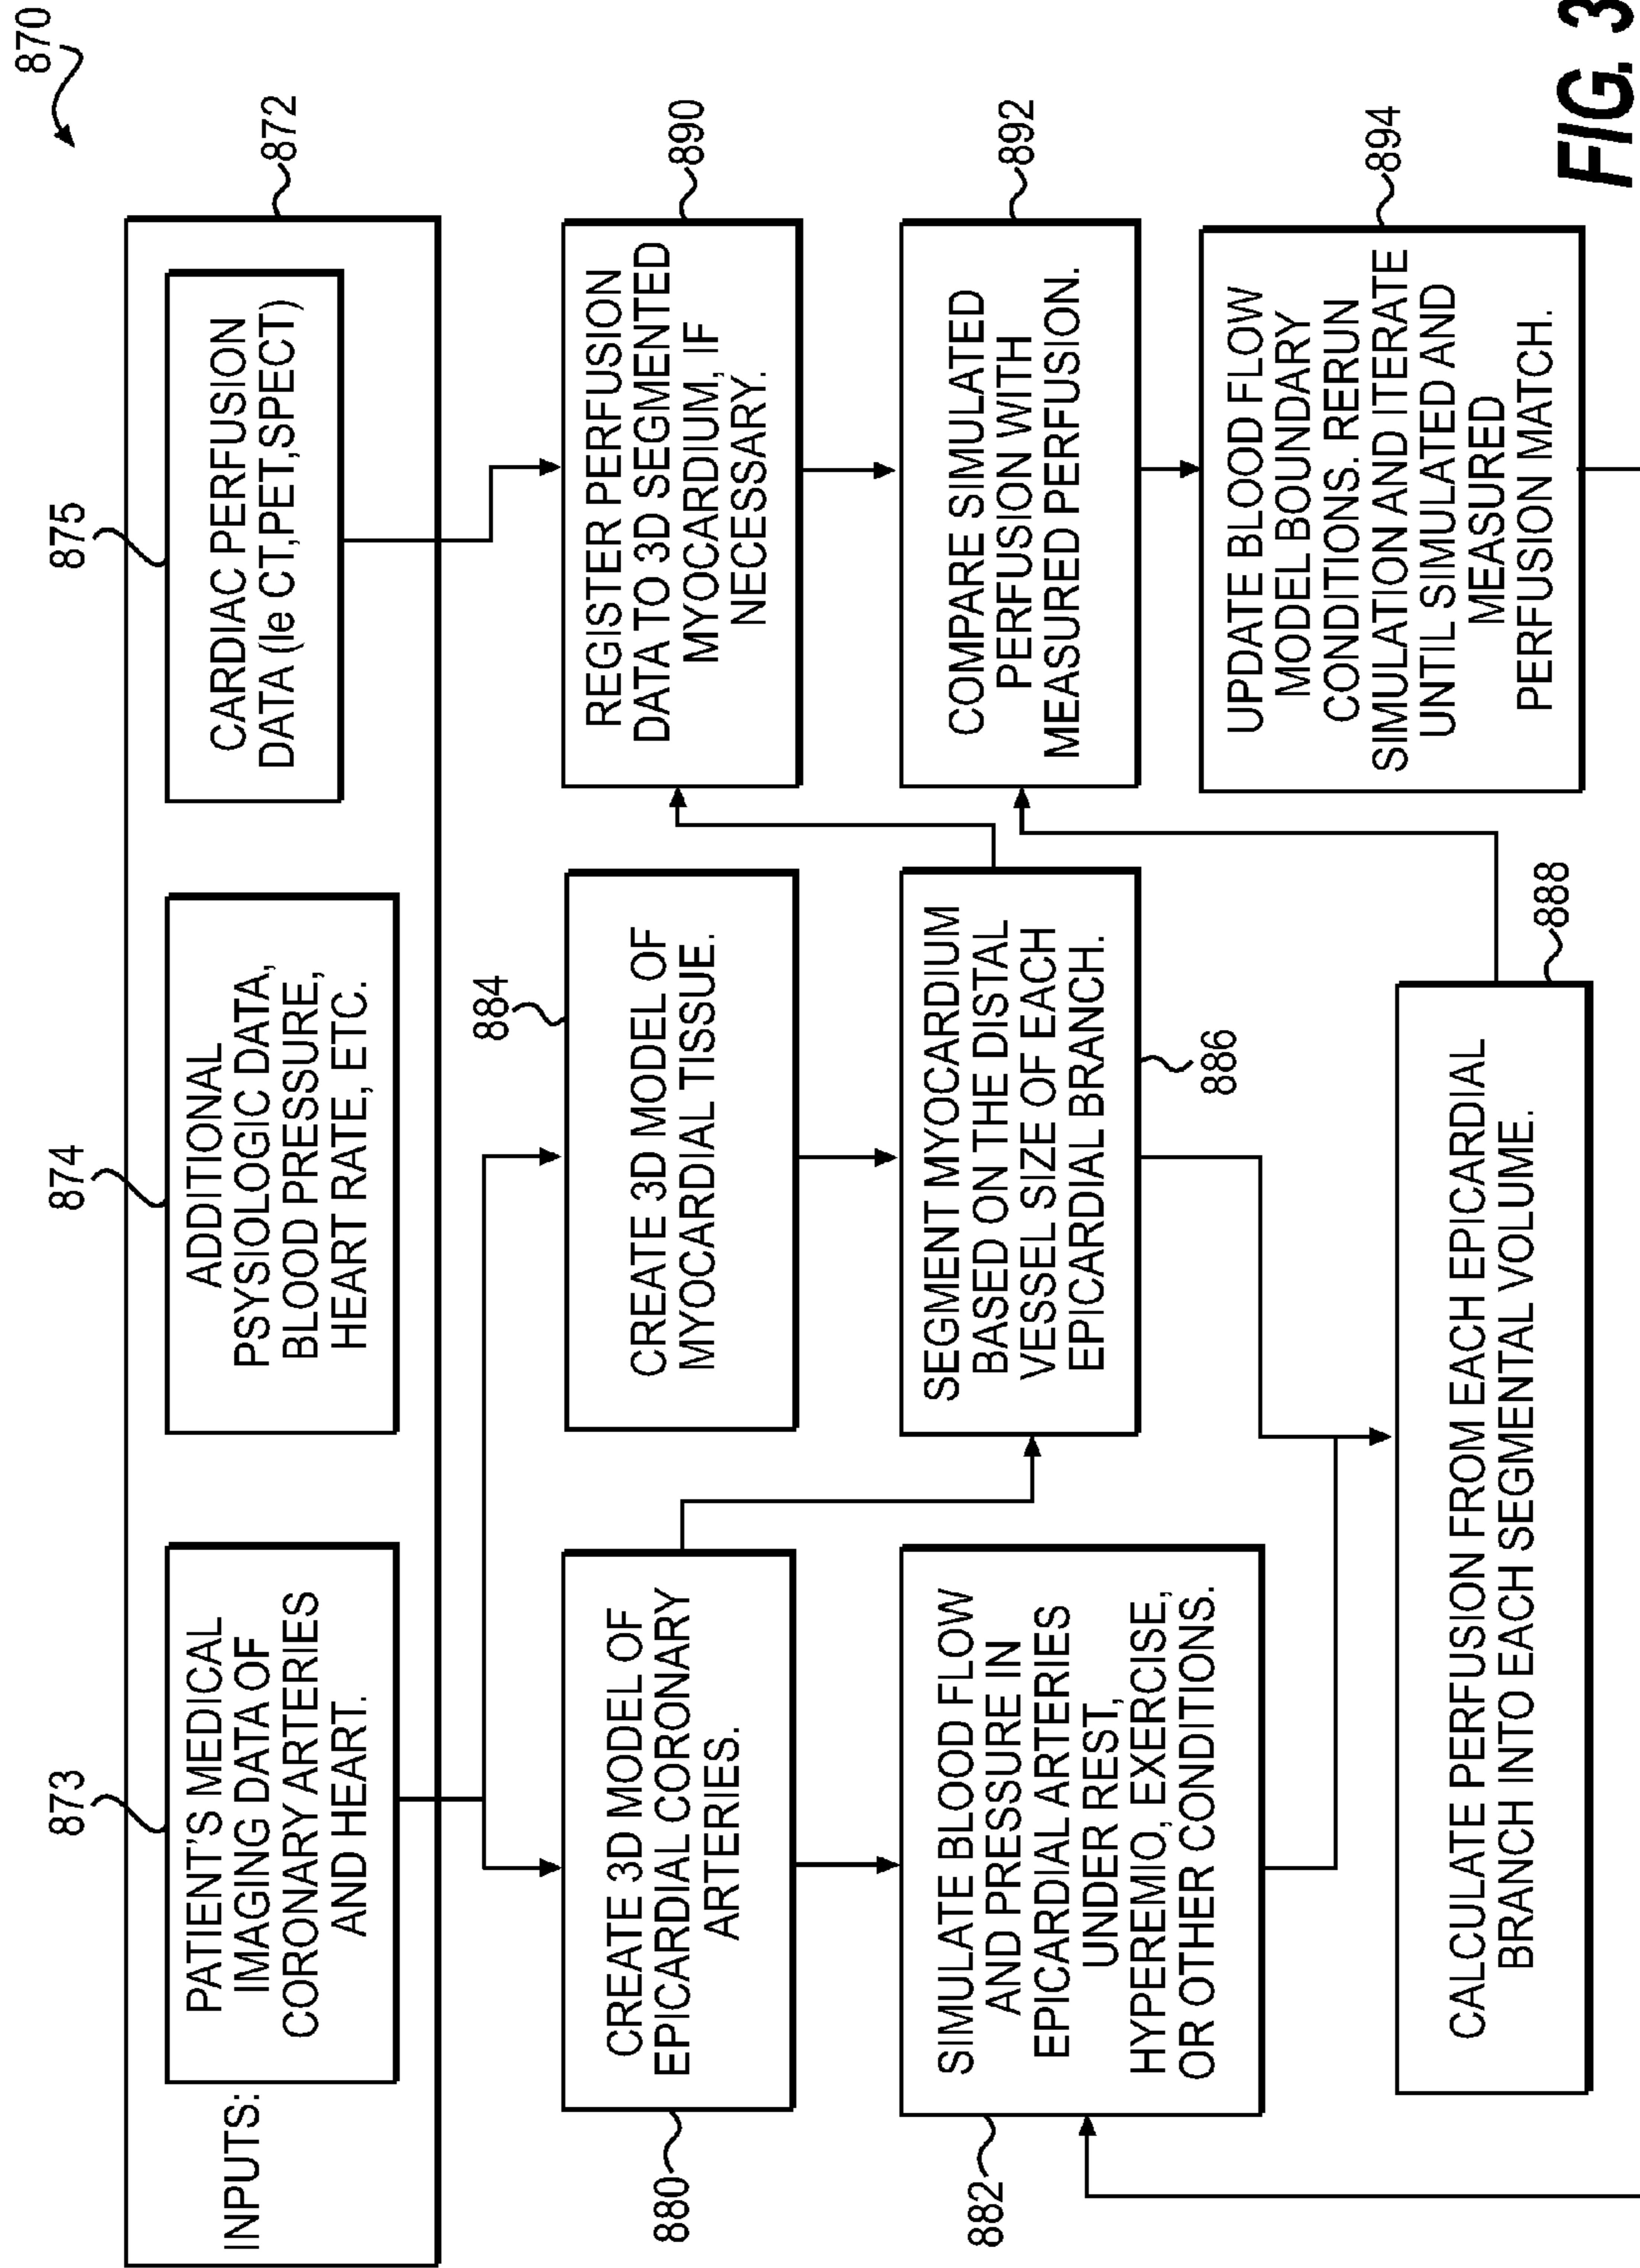 870
872
INPUTS:
873
PATIENT'S MEDICAL
IMAGING DATA OF
CORONARY ARTERIES
AND HEART.
874
ADDITIONAL
PSYSIOLOGIC DATA,
BLOOD PRESSURE,
HEART RATE, ETC.
875
CARDIAC PERFUSION
DATA (Ie CT,PET,SPECT)
880
CREATE 3D MODEL OF
EPICARDIAL CORONARY
ARTERIES.
884
CREATE 3D MODEL OF
MYOCARDIAL TISSUE.
890
REGISTER PERFUSION
DATA TO 3D SEGMENTED
MYOCARDIUM, IF
NECESSARY.
882
SIMULATE BLOOD FLOW
AND PRESSURE IN
EPICARDIAL ARTERIES
UNDER REST,
HYPEREMIO, EXERCISE,
OR OTHER CONDITIONS.
SEGMENT MYOCARDIUM
BASED ON THE DISTAL
VESSEL SIZE OF EACH
EPICARDIAL BRANCH.
886
COMPARE SIMULATED
PERFUSION WITH
MEASURED PERFUSION.
892
CALCULATE PERFUSION FROM EACH EPICARDIAL
BRANCH INTO EACH SEGMENTAL VOLUME.
888
UPDATE BLOOD FLOW
MODEL BOUNDARY
CONDITIONS. RERUN
SIMULATION AND ITERATE
UNTIL SIMULATED AND
MEASURED
PERFUSION MATCH.
894
FIG. 3